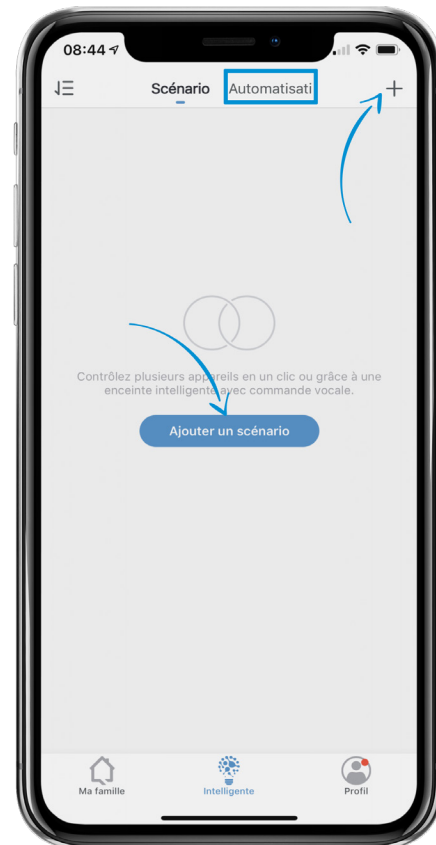 08:44
Scénario Automatisati
Contrôlez plusieurs appareils en un clic ou grâce à une
enceinte intelligente avec commande vocale.
Ajouter un scénario
Ma famille Intelligente Profil